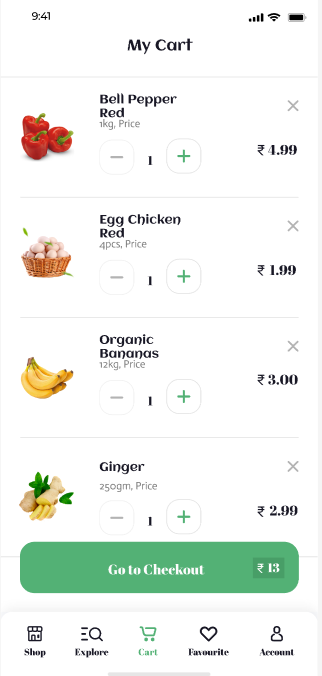 9:41
My Cart
Bell Pepper
Red
1kg, Price
1
₹ 4.99
Egg Chicken
Red
4pcs, Price
1
₹ 1.99
Organic
Bananas
12kg, Price
1
₹ 3.00
Ginger
250gm, Price
1
₹ 2.99
Go to Checkout ₹ 13
Shop Explore Cart Favourite Account